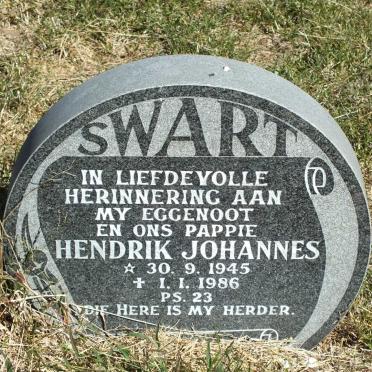 SWART
IN LIEFDEVOLLE
HERINNERING AAN
MY EGGENOOT
EN ONS PAPPIE
HENDRIK JOHANNES
☆ 30. 9. 1945
✝ 1. 1. 1986
PS. 23
DIE HERE IS MY HERDER.